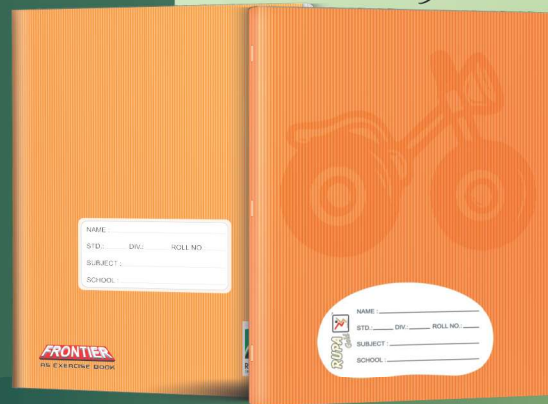 NAME
STD.: DIV.: ROLL NO:
SUBJECT :
SCHOOL :
FRONTIER
A5 EXERCISE BOOK
RUPA
NAME :
STD.: DIV.: ROLL NO.:
SUBJECT :
SCHOOL :